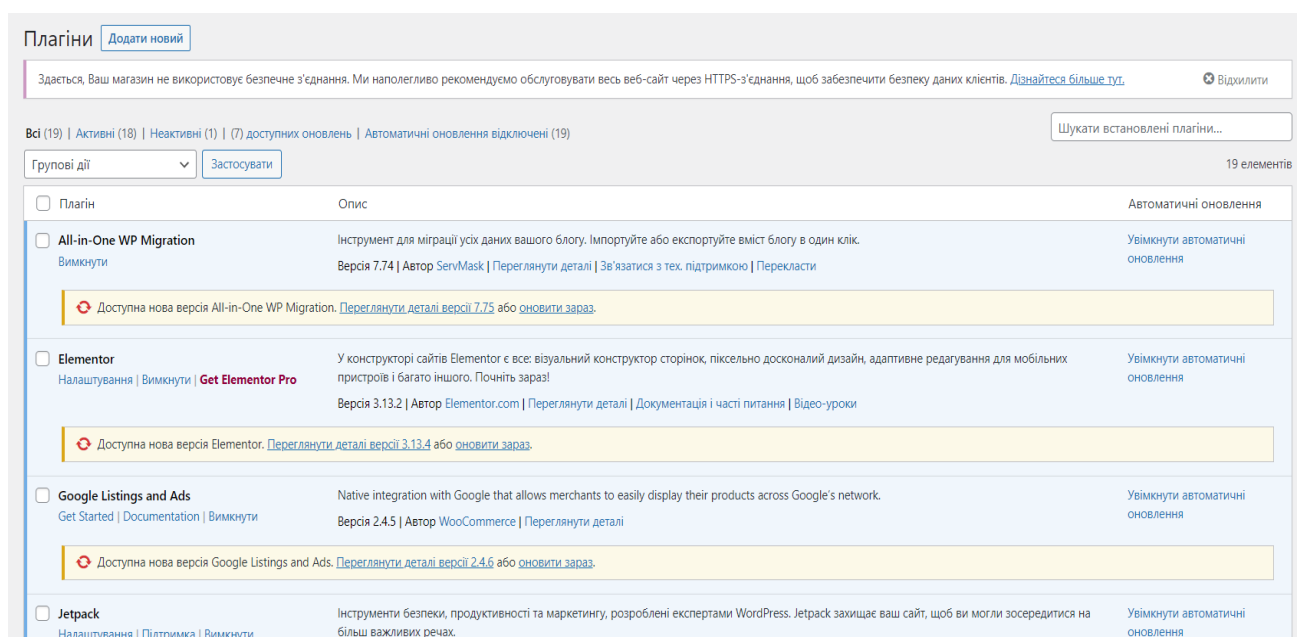 Плагіни Додати новий
Здається, Ваш магазин не використовує безпечне з'єднання. Ми наполегливо рекомендуємо обслуговувати весь веб-сайт через HTTPS-з'єднання, щоб забезпечити безпеку даних клієнтів. Дізнайтеся більше тут. Відхилити
Всі (19) | Активні (18) | Неактивні (1) | (7) доступних оновлень | Автоматичні оновлення відключені (19)
Шукати встановлені плагіни...
Групові дії Застосувати
19 елементів
Плагін Опис Автоматичні оновлення
All-in-One WP Migration Інструмент для міграції усіх даних вашого блогу. Імпортуйте або експортуйте вміст блогу в один клік. Увімкнути автоматичні
Вимкнути оновлення
Версія 7.74 | Автор ServMask | Переглянути деталі | Зв'язатися з тех. підтримкою | Перекласти
Доступна нова версія All-in-One WP Migration. Переглянути деталі версії 7.75 або оновити зараз.
Elementor У конструкторі сайтів Elementor є все: візуальний конструктор сторінок, піксельно досконалий дизайн, адаптивне редагування для мобільних Увімкнути автоматичні
Налаштування | Вимкнути | Get Elementor Pro пристроїв і багато іншого. Почніть зараз! оновлення
Версія 3.13.2 | Автор Elementor.com | Переглянути деталі | Документація і часті питання | Відео-уроки
Доступна нова версія Elementor. Переглянути деталі версії 3.13.4 або оновити зараз.
Google Listings and Ads Native integration with Google that allows merchants to easily display their products across Google's network. Увімкнути автоматичні
Get Started | Documentation | Вимкнути оновлення
Версія 2.4.5 | Автор WooCommerce | Переглянути деталі
Доступна нова версія Google Listings and Ads. Переглянути деталі версії 2.4.6 або оновити зараз.
Jetpack Інструменти безпеки, продуктивності та маркетингу, розроблені експертами WordPress. Jetpack захищає ваш сайт, щоб ви могли зосередитися на Увімкнути автоматичні
Налаштування | Підтримка | Вимкнути більш важливих речах. оновлення